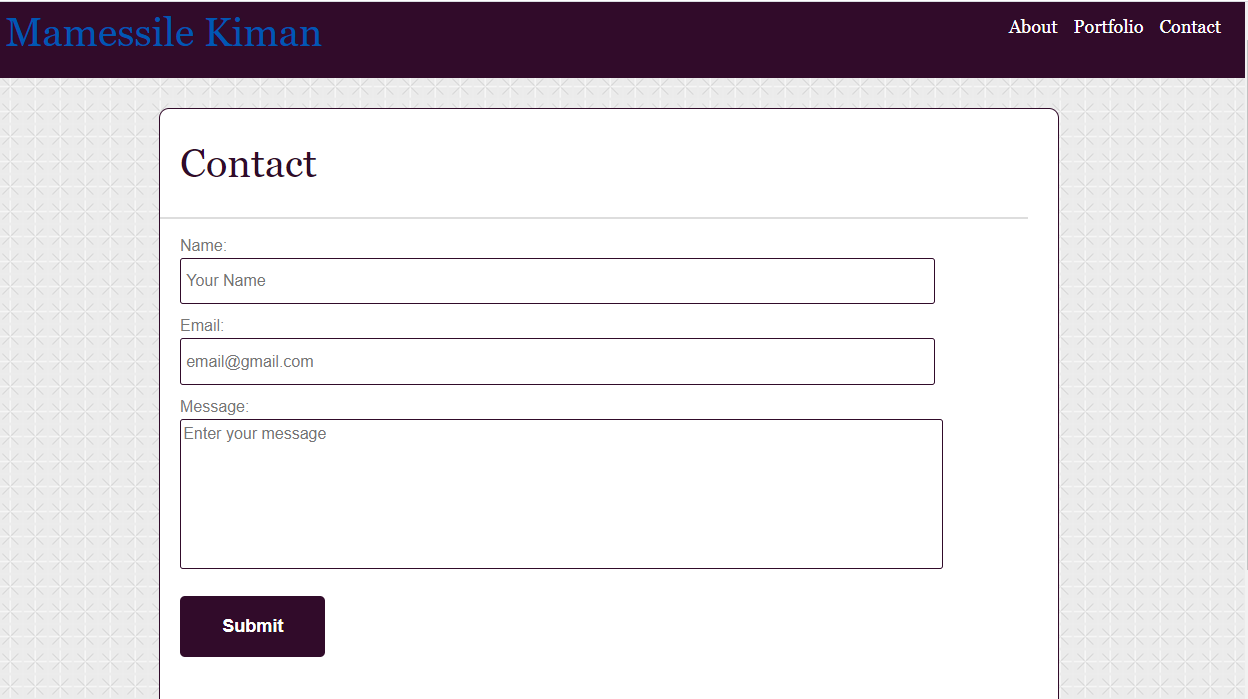 Mamessile Kiman
About Portfolio Contact
Contact
Name:
Your Name
Email:
email@gmail.com
Message:
Enter your message
Submit